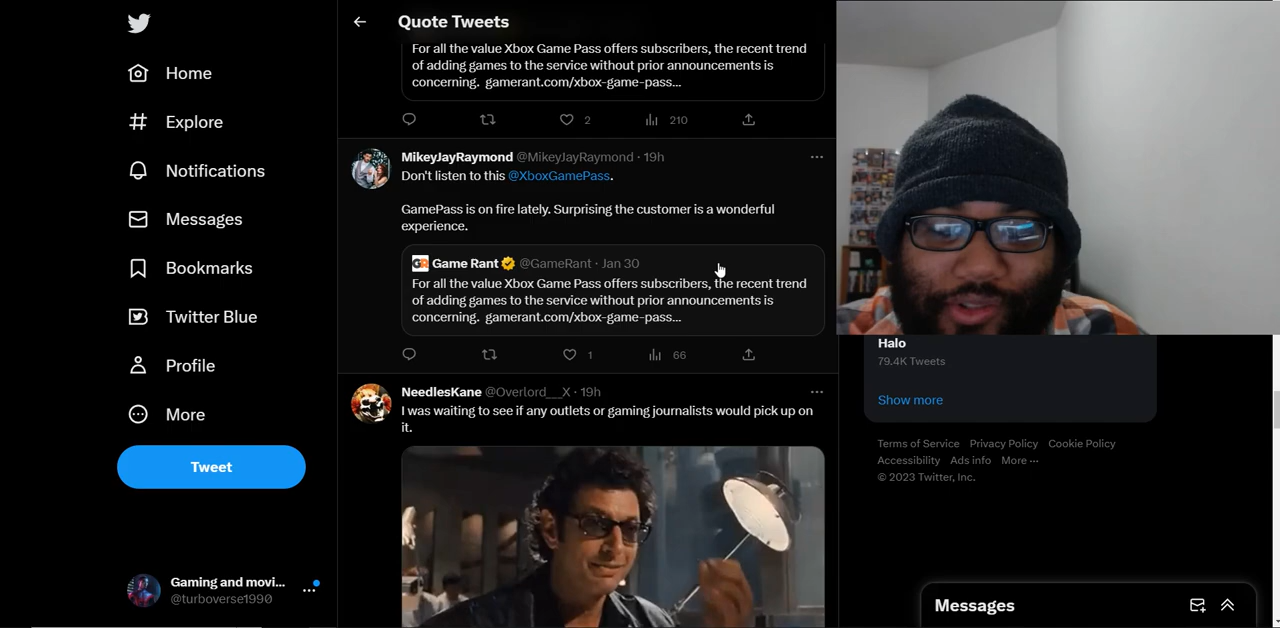 Quote Tweets
For all the value Xbox Game Pass offers subscribers, the recent trend
of adding games to the service without prior announcements is
concerning. gamerant.com/xbox-game-pass...
2
210
Home
Explore
Notifications
Messages
Bookmarks
Twitter Blue
Profile
More
Tweet
Gaming and movi...
@turboverse1990
MikeyJayRaymond @MikeyJayRaymond · 19h
Don't listen to this @XboxGamePass.
GamePass is on fire lately. Surprising the customer is a wonderful
experience.
GR Game Rant @GameRant · Jan 30
For all the value Xbox Game Pass offers subscribers, the recent trend
of adding games to the service without prior announcements is
concerning. gamerant.com/xbox-game-pass...
1
66
NeedlesKane @Overlord___X · 19h
I was waiting to see if any outlets or gaming journalists would pick up on
it.
Halo
79.4K Tweets
Show more
Terms of Service Privacy Policy Cookie Policy
Accessibility Ads info More ···
© 2023 Twitter, Inc.
Messages